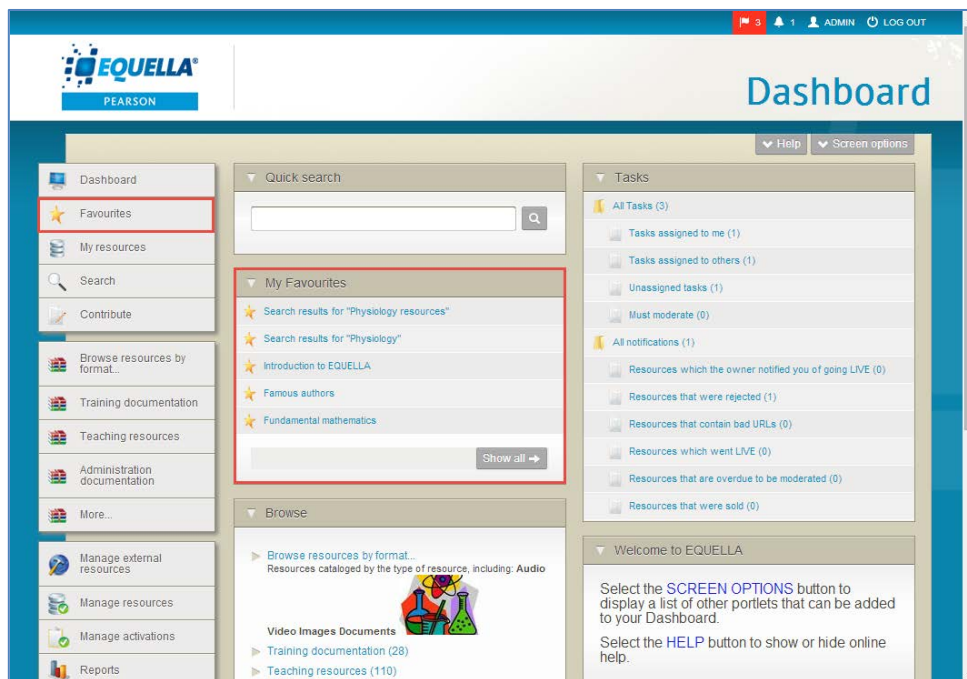 3 1 ADMIN LOG OUT
EQUELLA®
PEARSON
Dashboard
Help Screen options
Dashboard
Favourites
My resources
Search
Contribute
Browse resources by
format...
Training documentation
Teaching resources
Administration
documentation
More...
Manage external
resources
Manage resources
Manage activations
Reports
Quick search
My Favourites
Search results for "Physiology resources"
Search results for "Physiology"
Introduction to EQUELLA
Famous authors
Fundamental mathematics
Show all
Browse
Browse resources by format...
Resources cataloged by the type of resource, including: Audio
Video Images Documents
Training documentation (28)
Teaching resources (110)
Tasks
All Tasks (3)
Tasks assigned to me (1)
Tasks assigned to others (1)
Unassigned tasks (1)
Must moderate (0)
All notifications (1)
Resources which the owner notified you of going LIVE (0)
Resources that were rejected (1)
Resources that contain bad URLs (0)
Resources which went LIVE (0)
Resources that are overdue to be moderated (0)
Resources that were sold (0)
Welcome to EQUELLA
Select the SCREEN OPTIONS button to
display a list of other portlets that can be added
to your Dashboard.
Select the HELP button to show or hide online
help.